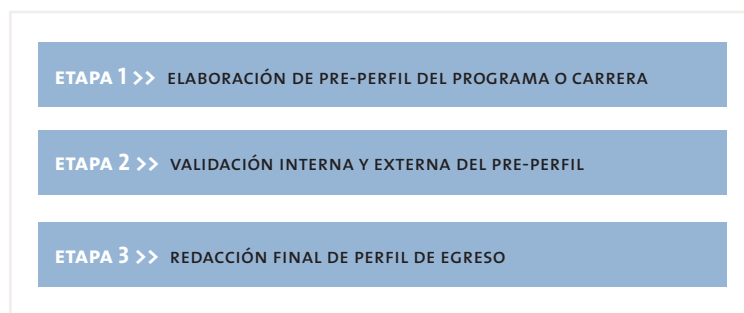 ETAPA 1 >> ELABORACIÓN DE PRE-PERFIL DEL PROGRAMA O CARRERA
ETAPA 2 >> VALIDACIÓN INTERNA Y EXTERNA DEL PRE-PERFIL
ETAPA 3 >> REDACCIÓN FINAL DE PERFIL DE EGRESO